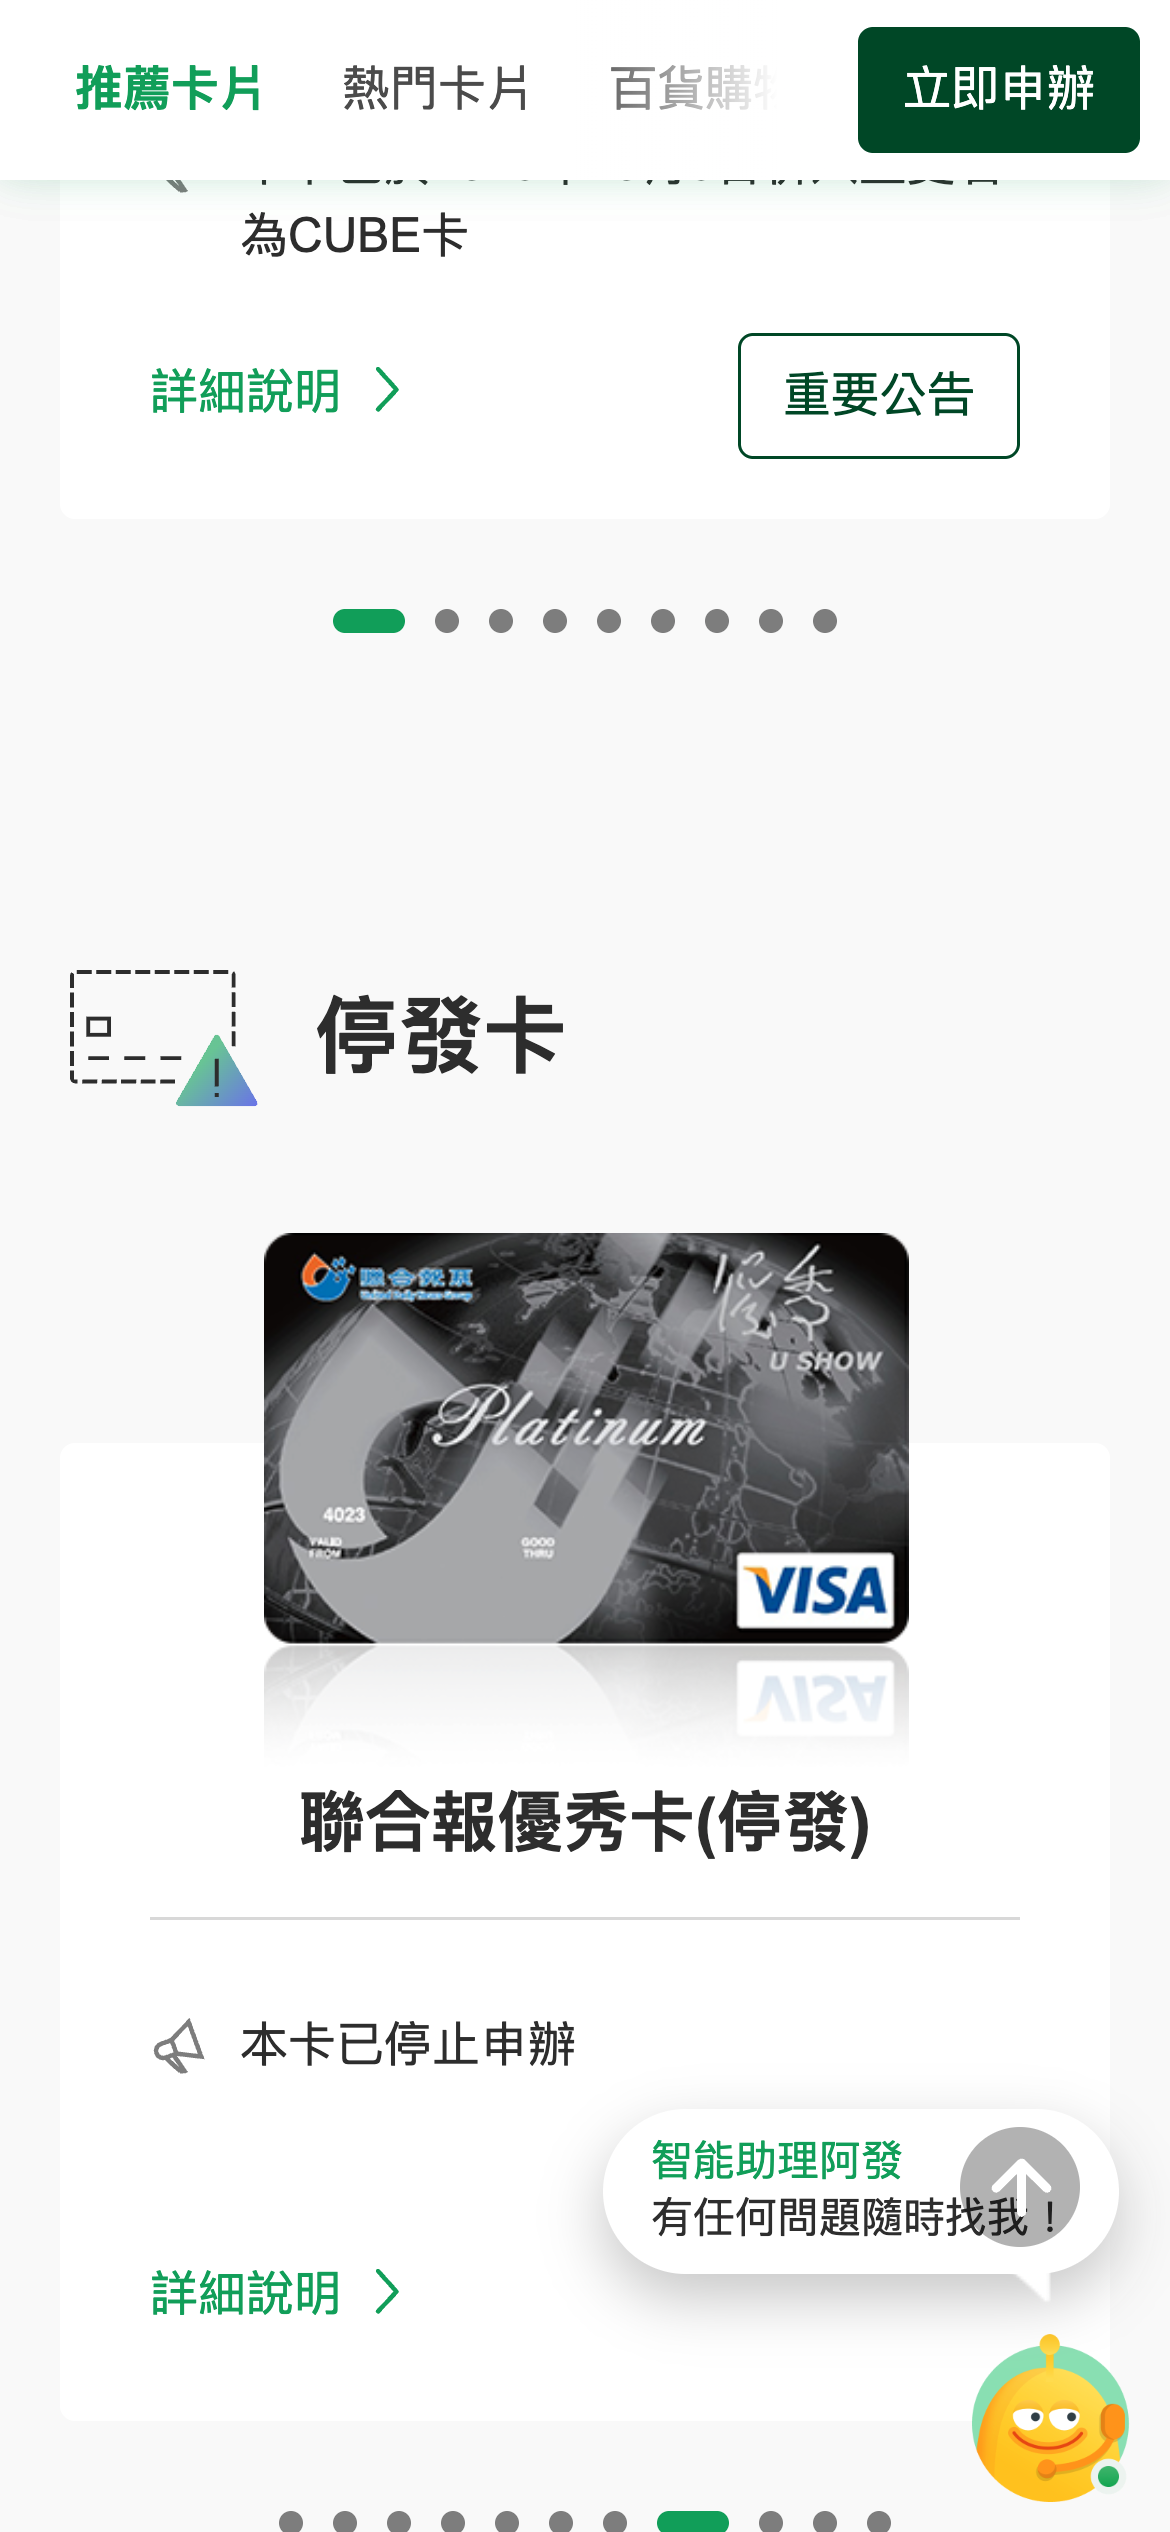 推薦卡片
熱門卡片
百貨購物
立即申辦
為CUBE卡
詳細說明
重要公告
停發卡
聯合報系
U SHOW
Platinum
4023
VALID
FROM
GOOD
THRU
VISA
聯合報優秀卡(停發)
本卡已停止申辦
智能助理阿發
有任何問題隨時找我！
詳細說明